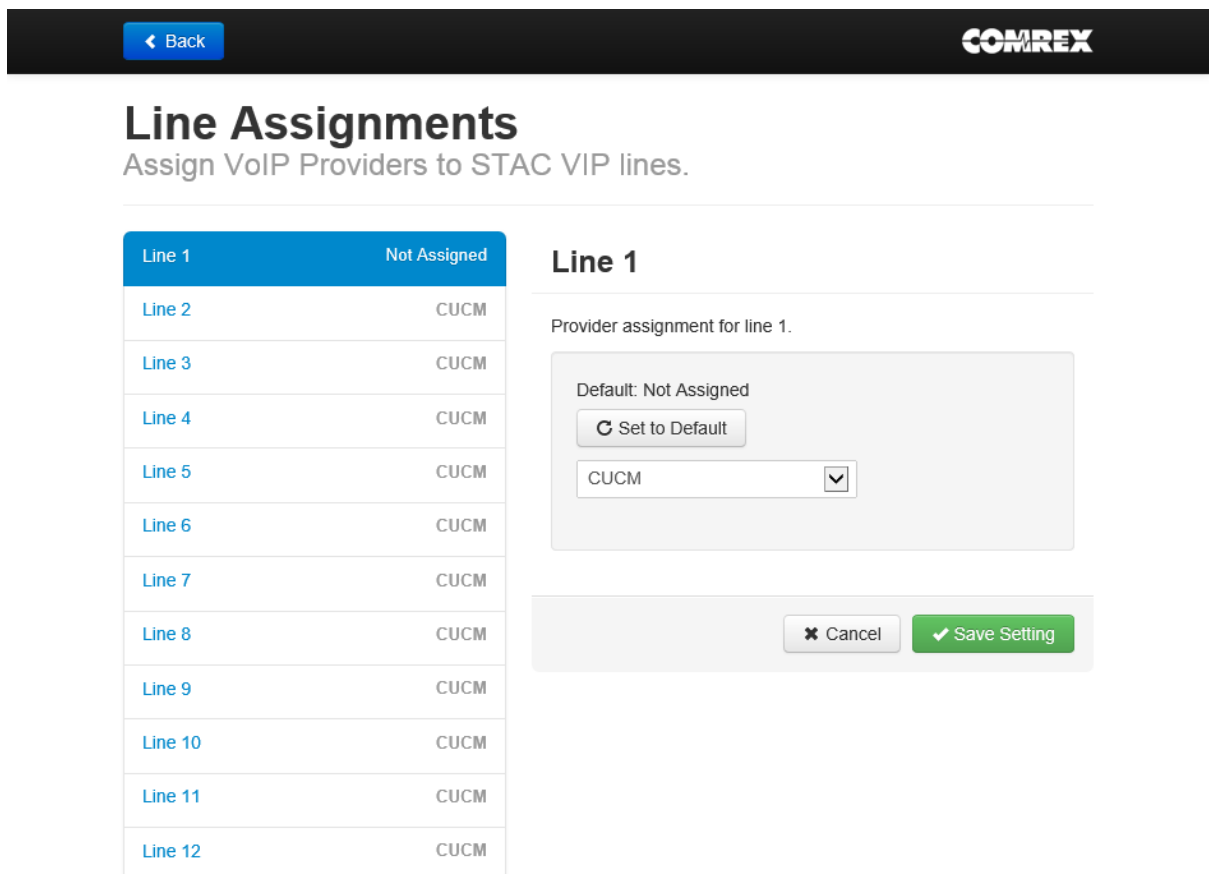 Back
COMREX
Line Assignments
Assign VoIP Providers to STAC VIP lines.
Line 1 Not Assigned
Line 2 CUCM
Line 3 CUCM
Line 4 CUCM
Line 5 CUCM
Line 6 CUCM
Line 7 CUCM
Line 8 CUCM
Line 9 CUCM
Line 10 CUCM
Line 11 CUCM
Line 12 CUCM
Line 1
Provider assignment for line 1.
Default: Not Assigned
Set to Default
CUCM
Cancel
Save Setting